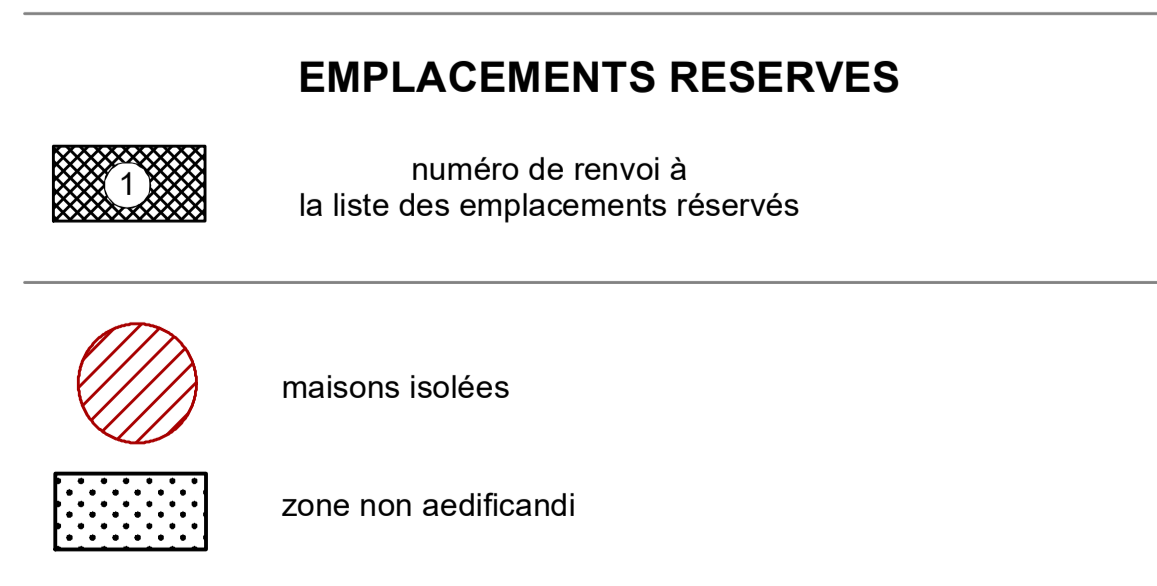 EMPLACEMENTS RESERVES
1
numéro de renvoi à
la liste des emplacements réservés
maisons isolées
zone non aedificandi